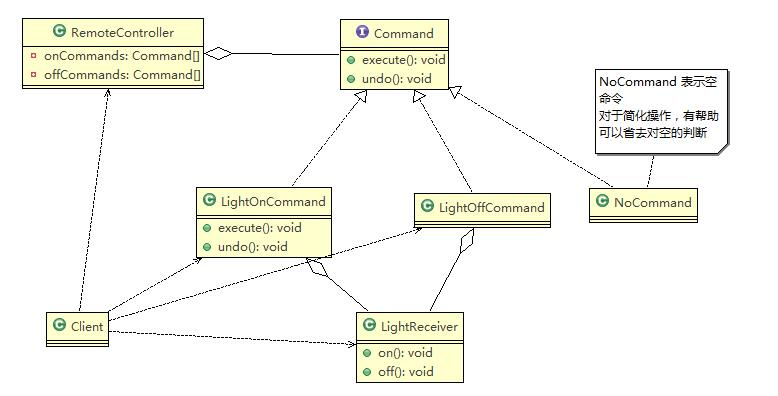 RemoteController
onCommands: Command[]
offCommands: Command[]
Command
execute(): void
undo(): void
NoCommand 表示空
命令
对于简化操作，有帮助
可以省去对空的判断
LightOnCommand
execute(): void
undo(): void
LightOffCommand
NoCommand
Client
LightReceiver
on(): void
off(): void